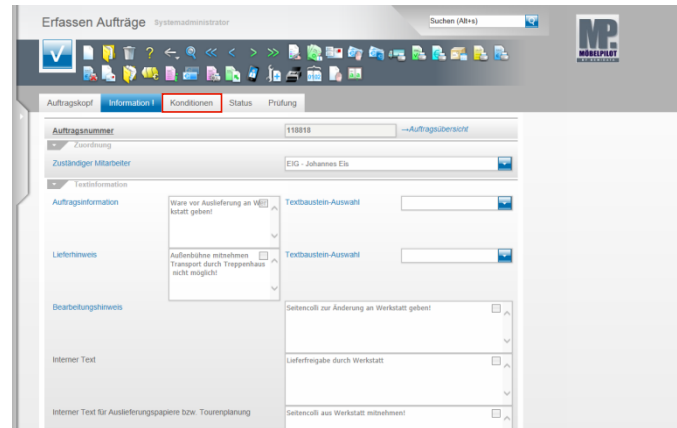 Erfassen Aufträge Systemadministrator
Suchen (Alt+s)
MP
MÖBELPILOT
Auftragskopf Information I Konditionen Status Prüfung
Auftragsnummer 118818 →Auftragsübersicht
Zuordnung
Zuständiger Mitarbeiter EIG - Johannes Eis
Textinformation
Auftragsinformation Ware vor Auslieferung an Werkstatt geben! Textbaustein-Auswahl
Lieferhinweis Außenbühne mitnehmen Textbaustein-Auswahl
Transport durch Treppenhaus
nicht möglich!
Bearbeitungshinweis Seitencolli zur Änderung an Werkstatt geben!
Interner Text Lieferfreigabe durch Werkstatt
Interner Text für Auslieferungspapiere bzw. Tourenplanung Seitencolli aus Werkstatt mitnehmen!